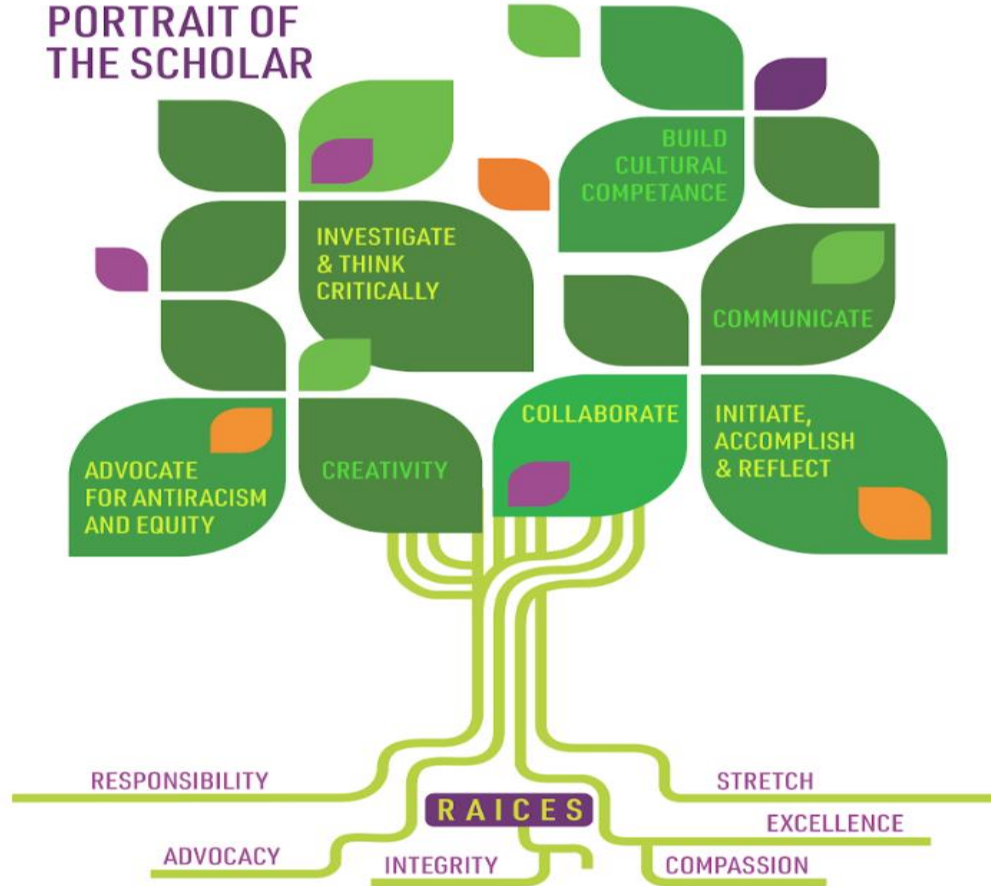 PORTRAIT OF
THE SCHOLAR
BUILD
CULTURAL
COMPETANCE
INVESTIGATE
& THINK
CRITICALLY
COMMUNICATE
COLLABORATE
INITIATE,
ACCOMPLISH
& REFLECT
ADVOCATE
FOR ANTIRACISM
AND EQUITY
CREATIVITY
RESPONSIBILITY
STRETCH
RAICES
EXCELLENCE
ADVOCACY
INTEGRITY
COMPASSION